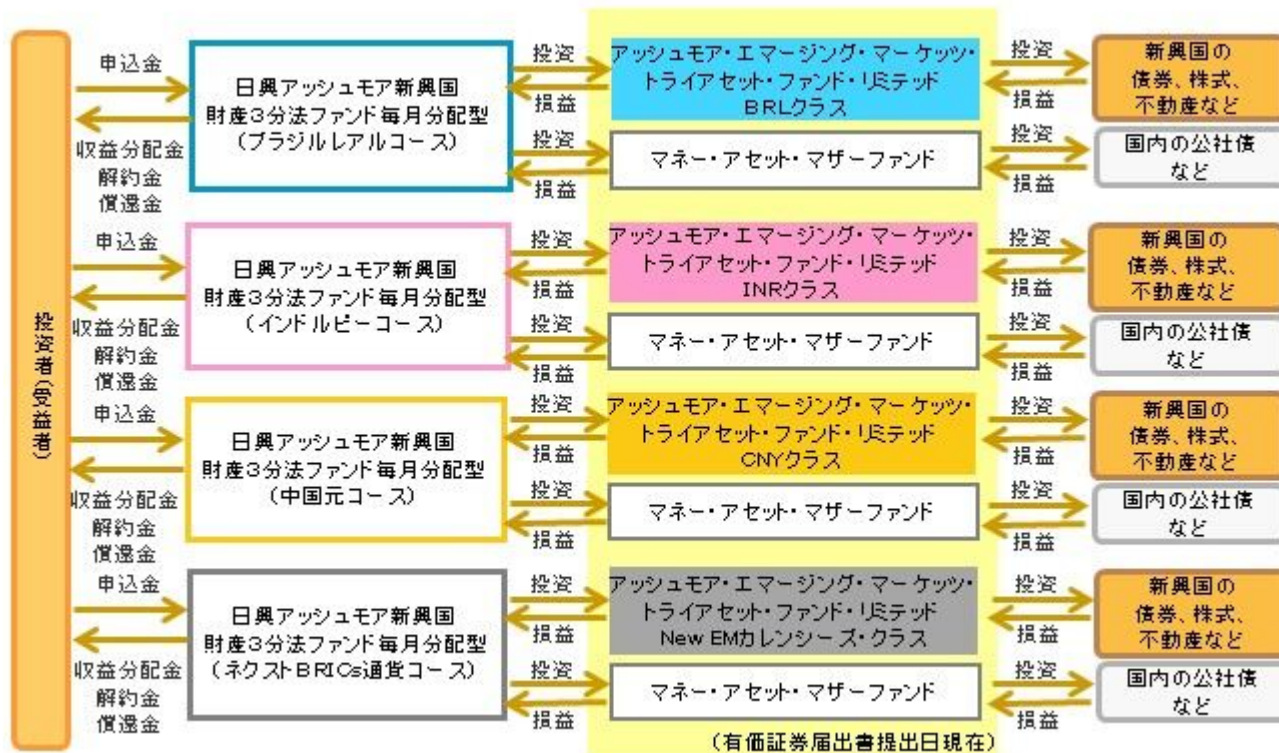 投資者(受益者)
申込金
収益分配金
解約金
償還金
日興アッシュモア新興国
財産3分法ファンド毎月分配型
(ブラジルレアルコース)
投資
損益
投資
損益
アッシュモア・エマージング・マーケッツ・
トライアセット・ファンド・リミテッド
BRLクラス
マネー・アセット・マザーファンド
投資
損益
投資
損益
新興国の
債券、株式、
不動産など
国内の公社債
など
申込金
収益分配金
解約金
償還金
日興アッシュモア新興国
財産3分法ファンド毎月分配型
(インドルピーコース)
投資
損益
投資
損益
アッシュモア・エマージング・マーケッツ・
トライアセット・ファンド・リミテッド
INRクラス
マネー・アセット・マザーファンド
投資
損益
投資
損益
新興国の
債券、株式、
不動産など
国内の公社債
など
申込金
収益分配金
解約金
償還金
日興アッシュモア新興国
財産3分法ファンド毎月分配型
(中国元コース)
投資
損益
投資
損益
アッシュモア・エマージング・マーケッツ・
トライアセット・ファンド・リミテッド
CNYクラス
マネー・アセット・マザーファンド
投資
損益
投資
損益
新興国の
債券、株式、
不動産など
国内の公社債
など
申込金
収益分配金
解約金
償還金
日興アッシュモア新興国
財産3分法ファンド毎月分配型
(ネクストBRICs通貨コース)
投資
損益
投資
損益
アッシュモア・エマージング・マーケッツ・
トライアセット・ファンド・リミテッド
New EMカレンシーズ・クラス
マネー・アセット・マザーファンド
投資
損益
投資
損益
新興国の
債券、株式、
不動産など
国内の公社債
など
(有価証券届出書提出日現在)